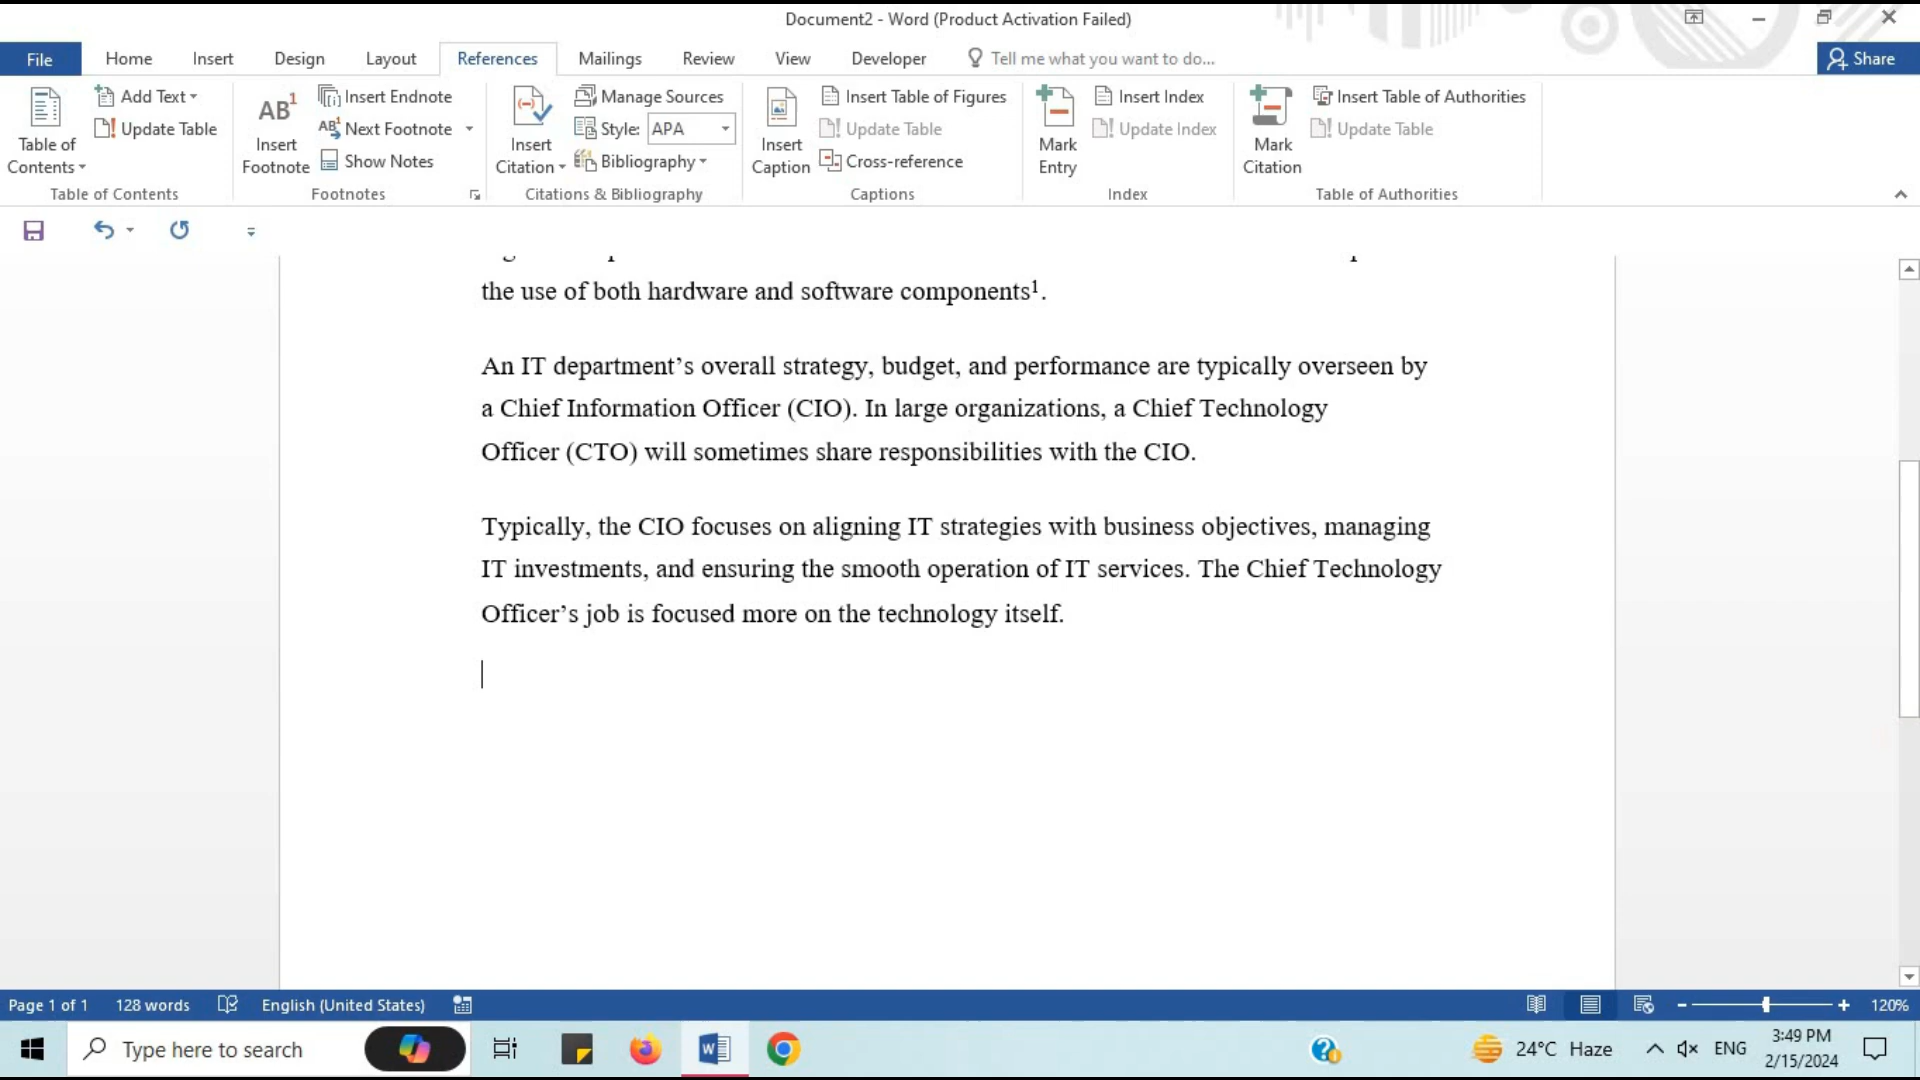 Document2 - Word (Product Activation Failed)
File Home Insert Design Layout References Mailings Review View Developer Tell me what you want to do... Share
Table of Contents
Add Text
Update Table
Table of Contents
AB1 Insert Footnote
Insert Endnote
AB1 Next Footnote
Show Notes
Footnotes
Insert Citation
Manage Sources
Style: APA
Bibliography
Citations & Bibliography
Insert Caption
Insert Table of Figures
Update Table
Cross-reference
Captions
Mark Entry
Insert Index
Update Index
Index
Mark Citation
Insert Table of Authorities
Update Table
Table of Authorities
the use of both hardware and software components1.
An IT department’s overall strategy, budget, and performance are typically overseen by
a Chief Information Officer (CIO). In large organizations, a Chief Technology
Officer (CTO) will sometimes share responsibilities with the CIO.
Typically, the CIO focuses on aligning IT strategies with business objectives, managing
IT investments, and ensuring the smooth operation of IT services. The Chief Technology
Officer’s job is focused more on the technology itself.
Page 1 of 1 128 words English (United States) 120%
Type here to search 24°C Haze ENG 3:49 PM
2/15/2024